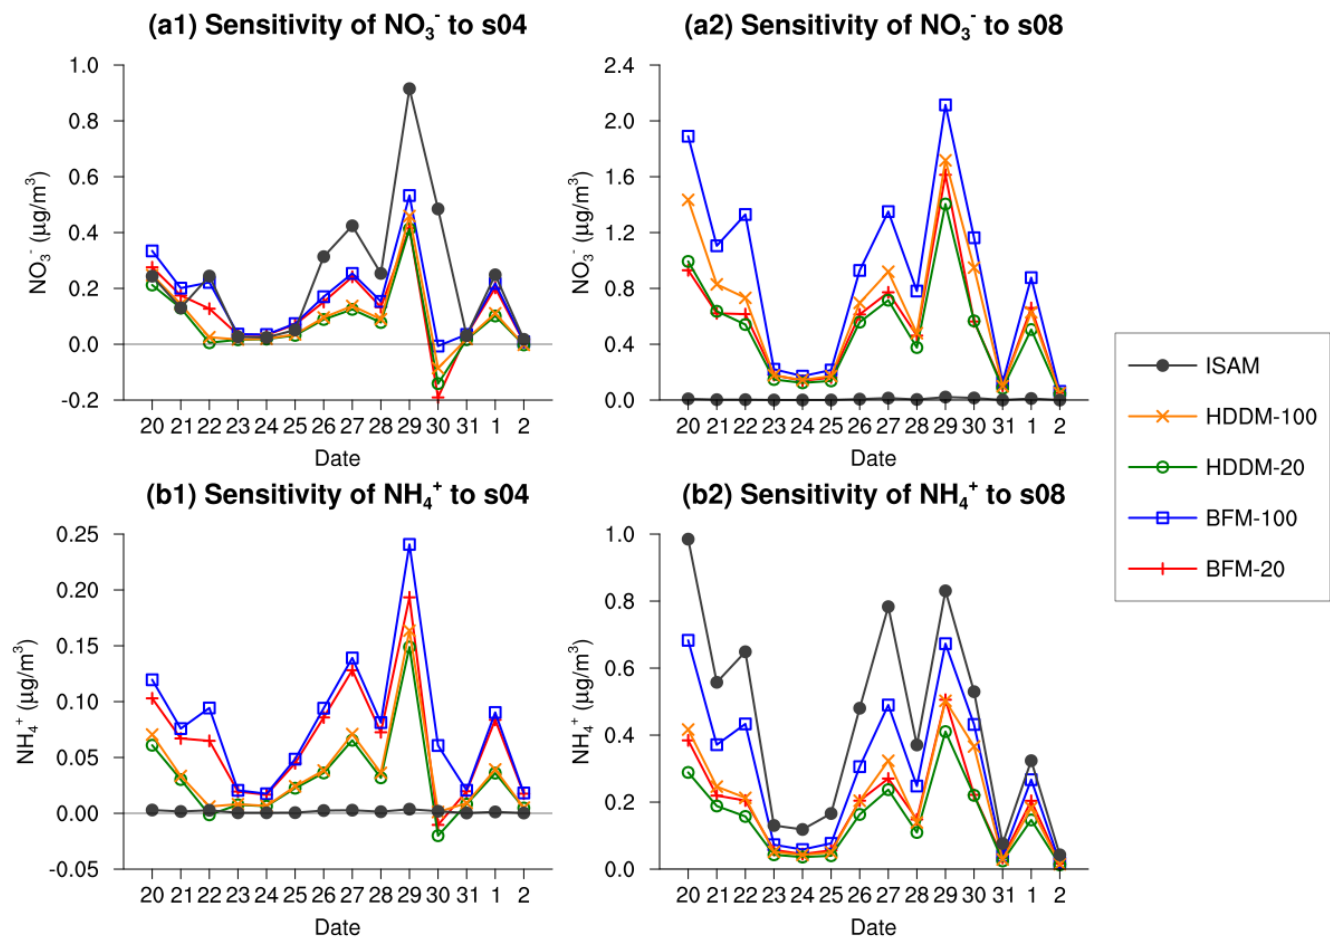 (a1) Sensitivity of NO₃⁻ to s04
1.0
0.8
0.6
0.4
0.2
0.0
-0.2
NO₃⁻ (μg/m³)
20 21 22 23 24 25 26 27 28 29 30 31 1 2
Date
(a2) Sensitivity of NO₃⁻ to s08
2.4
2.0
1.6
1.2
0.8
0.4
0.0
NO₃⁻ (μg/m³)
20 21 22 23 24 25 26 27 28 29 30 31 1 2
Date
(b1) Sensitivity of NH₄⁺ to s04
0.25
0.20
0.15
0.10
0.05
0.00
-0.05
NH₄⁺ (μg/m³)
20 21 22 23 24 25 26 27 28 29 30 31 1 2
Date
(b2) Sensitivity of NH₄⁺ to s08
1.0
0.8
0.6
0.4
0.2
0.0
NH₄⁺ (μg/m³)
20 21 22 23 24 25 26 27 28 29 30 31 1 2
Date
ISAM
HDDM-100
HDDM-20
BFM-100
BFM-20